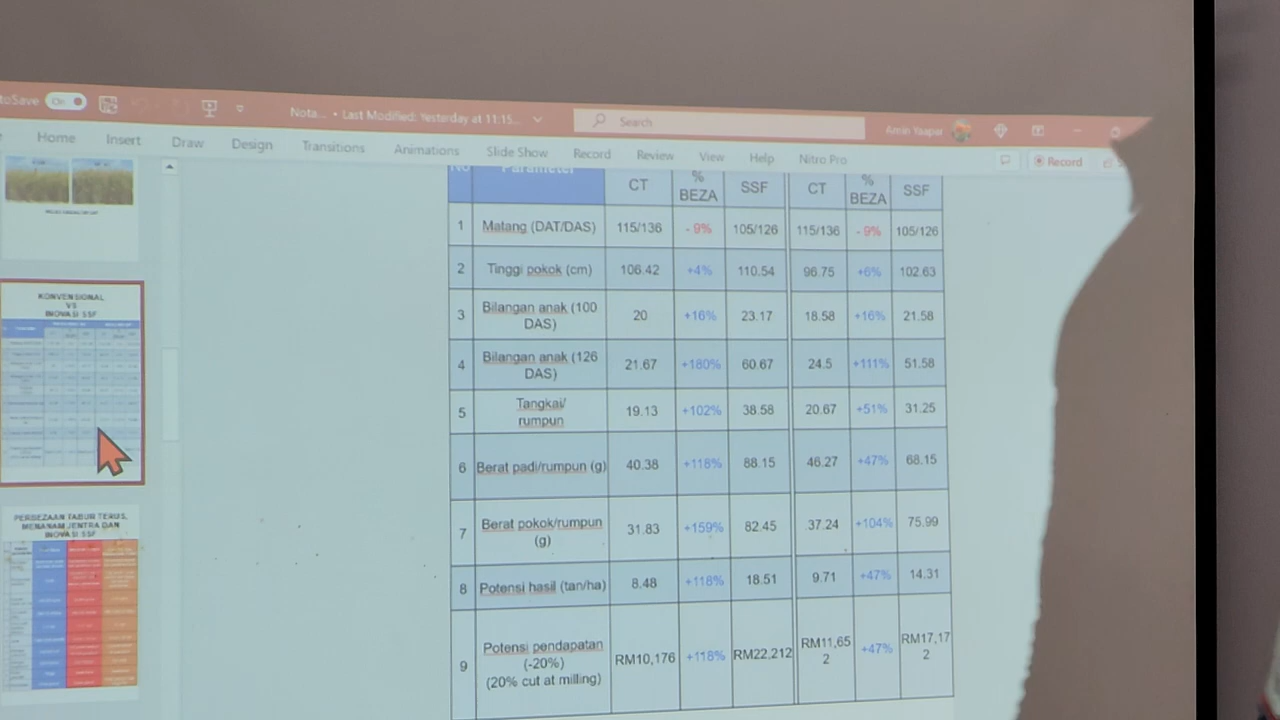 toSave On Nota... • Last Modified: Yesterday at 11:15... Search Amin Yaapar
Home Insert Draw Design Transitions Animations Slide Show Record Review View Help Nitro Pro Record
KONVENSIONAL
VS
INOVASI SSF
PERBEZAAN TABUR TERUS,
MENANAM JENTRA DAN
INOVASI SSF
No Parameter CT % BEZA SSF CT % BEZA SSF
1 Matang (DAT/DAS) 115/136 - 9% 105/126 115/136 - 9% 105/126
2 Tinggi pokok (cm) 106.42 +4% 110.54 96.75 +6% 102.63
3 Bilangan anak (100 DAS) 20 +16% 23.17 18.58 +16% 21.58
4 Bilangan anak (126 DAS) 21.67 +180% 60.67 24.5 +111% 51.58
5 Tangkai/ rumpun 19.13 +102% 38.58 20.67 +51% 31.25
6 Berat padi/rumpun (g) 40.38 +118% 88.15 46.27 +47% 68.15
7 Berat pokok/rumpun (g) 31.83 +159% 82.45 37.24 +104% 75.99
8 Potensi hasil (tan/ha) 8.48 +118% 18.51 9.71 +47% 14.31
9 Potensi pendapatan (-20%) (20% cut at milling) RM10,176 +118% RM22,212 RM11,652 +47% RM17,172